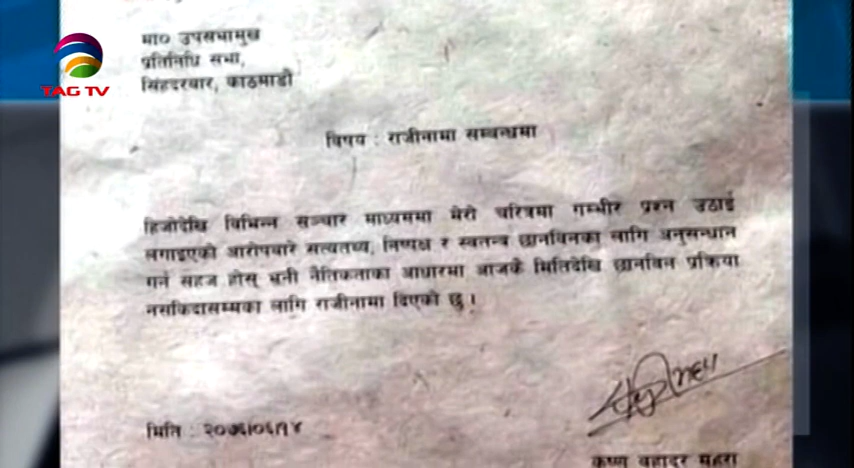 TAG TV
मा० उपसभामुख
प्रतिनिधि सभा,
सिंहदरबार, काठमाडौं
विषय : राजीनामा सम्बन्धमा
हिजोदेखि विभिन्न सञ्चार माध्यममा मेरो चरित्रमा गम्भीर प्रश्न उठाई
लगाइएको आरोपबारे सत्यतथ्य, निष्पक्ष र स्वतन्त्र छानविनका लागि अनुसन्धान
गर्न सहज होस् भनी नैतिकताका आधारमा आजकै मितिदेखि छानविन प्रक्रिया
नसकिदासम्मका लागि राजीनामा दिएको छु ।
मिति : २०७६/०६/१४
कृष्ण बहादुर महरा